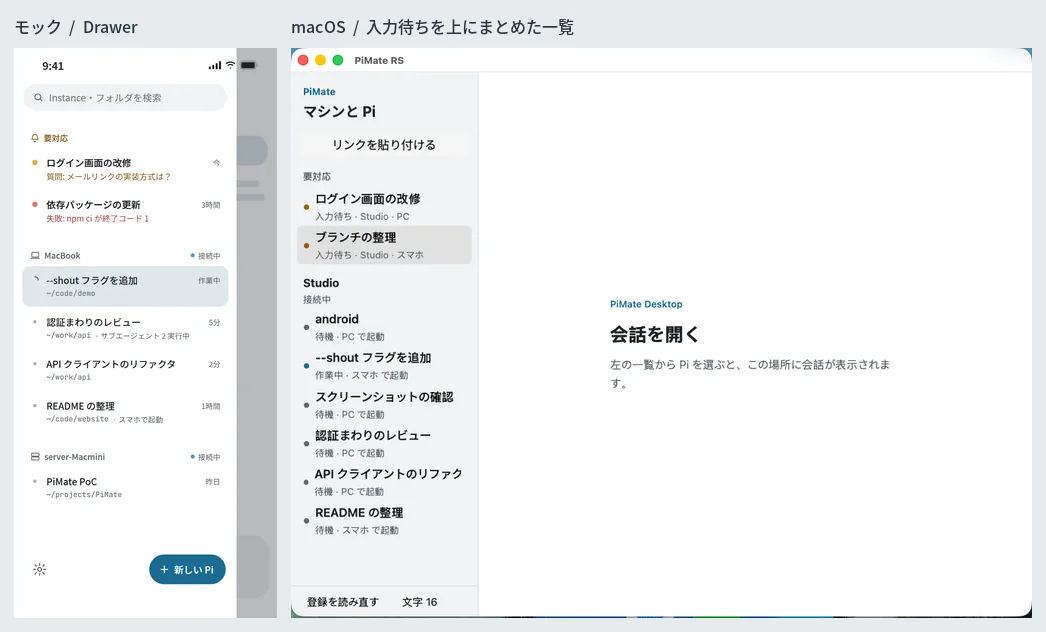 モック / Drawer
9:41
Instance・フォルダを検索
要対応
ログイン画面の改修 今
質問: メールリンクの実装方式は？
依存パッケージの更新 3時間
失敗: npm ci が終了コード 1
MacBook 接続中
--shout フラグを追加 作業中
~/code/demo
認証まわりのレビュー 5分
~/work/api · サブエージェント 2 実行中
API クライアントのリファクタ 2分
~/work/api
README の整理 1時間
~/code/website · スマホで起動
server-Macmini 接続中
PiMate PoC 昨日
~/projects/PiMate
+ 新しい Pi
macOS / 入力待ちを上にまとめた一覧
PiMate RS
PiMate
マシンと Pi
リンクを貼り付ける
要対応
ログイン画面の改修
入力待ち · Studio · PC
ブランチの整理
入力待ち · Studio · スマホ
Studio
接続中
android
待機 · PC で起動
--shout フラグを追加
作業中 · スマホ で起動
スクリーンショットの確認
待機 · PC で起動
認証まわりのレビュー
待機 · PC で起動
API クライアントのリファク
待機 · PC で起動
README の整理
待機 · スマホ で起動
登録を読み直す 文字 16
PiMate Desktop
会話を開く
左の一覧から Pi を選ぶと、この場所に会話が表示されま
す。